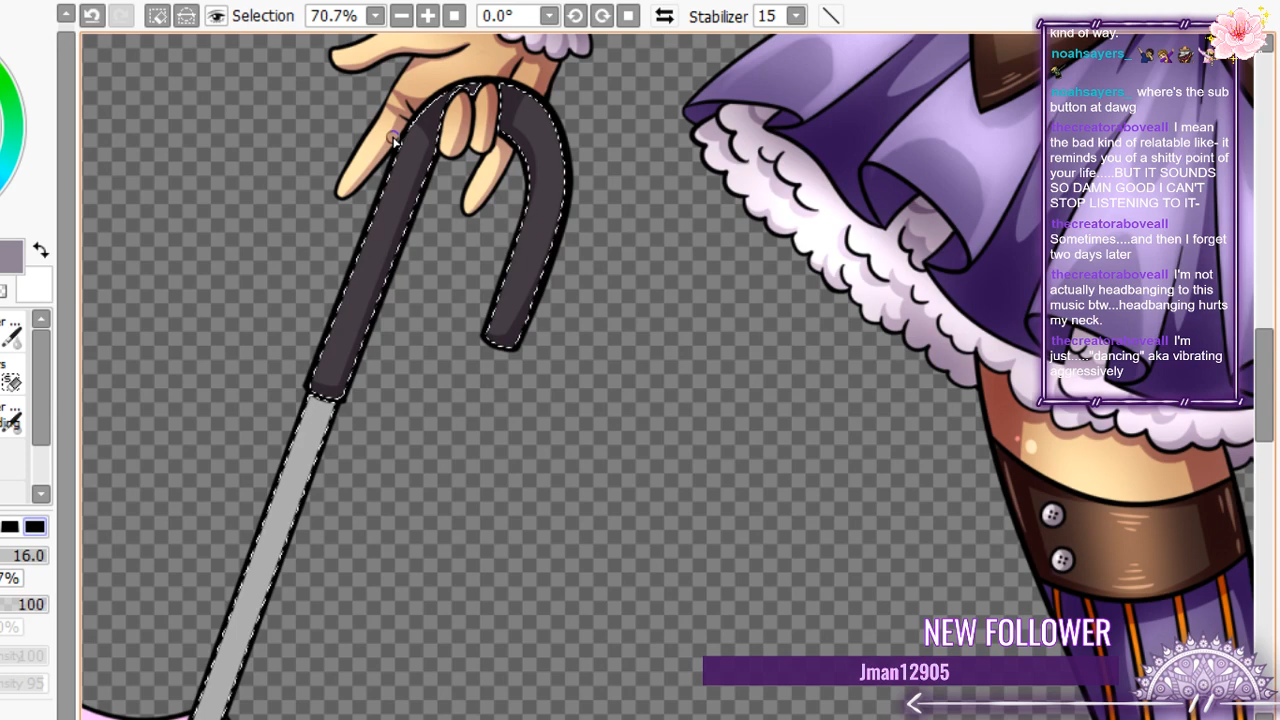 Selection 70.7% 0.0° Stabilizer 15
kind of way.
noahsayers_
noahsayers_ where's the sub
button at dawg
thecreatoraboveall I mean
the bad kind of relatable like- it
reminds you of a shitty point of
your life.....BUT IT SOUNDS
SO DAMN GOOD I CAN'T
STOP LISTENING TO IT-
thecreatoraboveall
Sometimes....and then I forget
two days later
thecreatoraboveall I'm not
actually headbanging to this
music btw...headbanging hurts
my neck.
thecreatoraboveall I'm
just....."dancing" aka vibrating
aggressively
16.0
100
100
95
NEW FOLLOWER
Jman12905